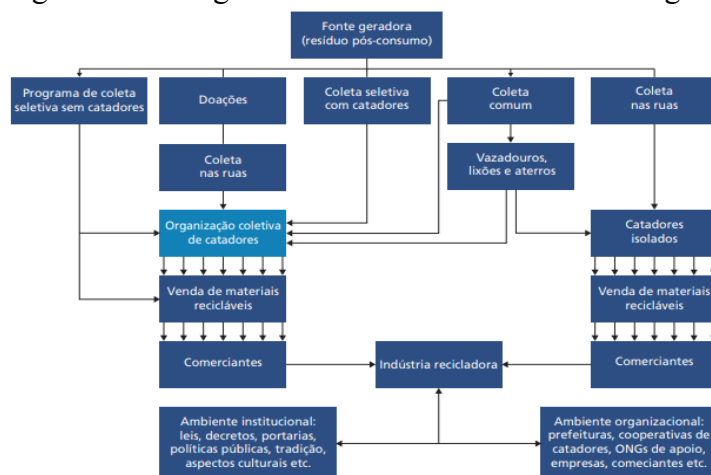 Fonte geradora
(resíduo pós-consumo)
Programa de coleta
seletiva sem catadores
Doações
Coleta seletiva
com catadores
Coleta
comum
Coleta
nas ruas
Coleta
nas ruas
Vazadouros,
lixões e aterros
Organização coletiva
de catadores
Catadores
isolados
Venda de materiais
recicláveis
Venda de materiais
recicláveis
Comerciantes
Indústria recicladora
Comerciantes
Ambiente institucional:
leis, decretos, portarias,
políticas públicas, tradição,
aspectos culturais etc.
Ambiente organizacional:
prefeituras, cooperativas de
catadores, ONGs de apoio,
empresas, comeciantes etc.